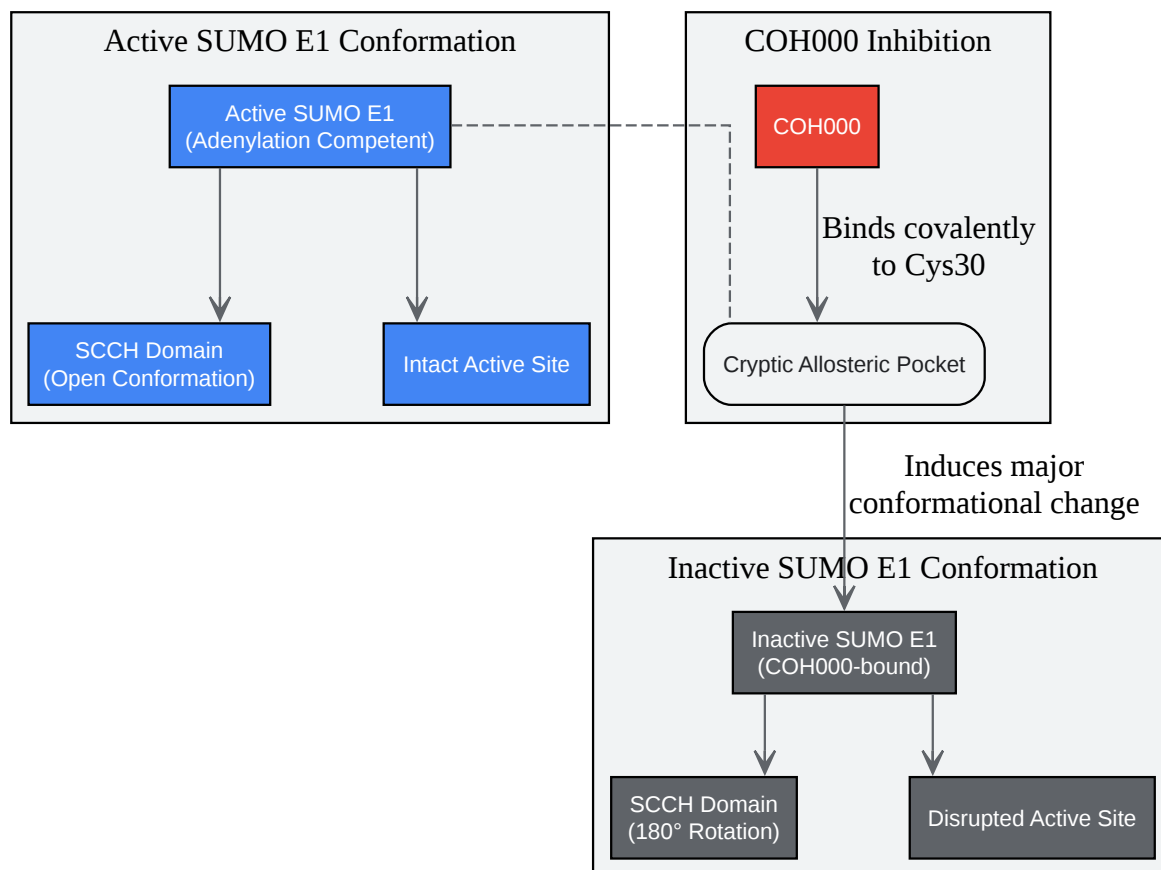 Active SUMO E1 Conformation
Active SUMO E1
(Adenylation Competent)
SCCH Domain
(Open Conformation)
Intact Active Site
COH000 Inhibition
COH000
Binds covalently
to Cys30
Cryptic Allosteric Pocket
Induces major
conformational change
Inactive SUMO E1 Conformation
Inactive SUMO E1
(COH000-bound)
SCCH Domain
(180° Rotation)
Disrupted Active Site